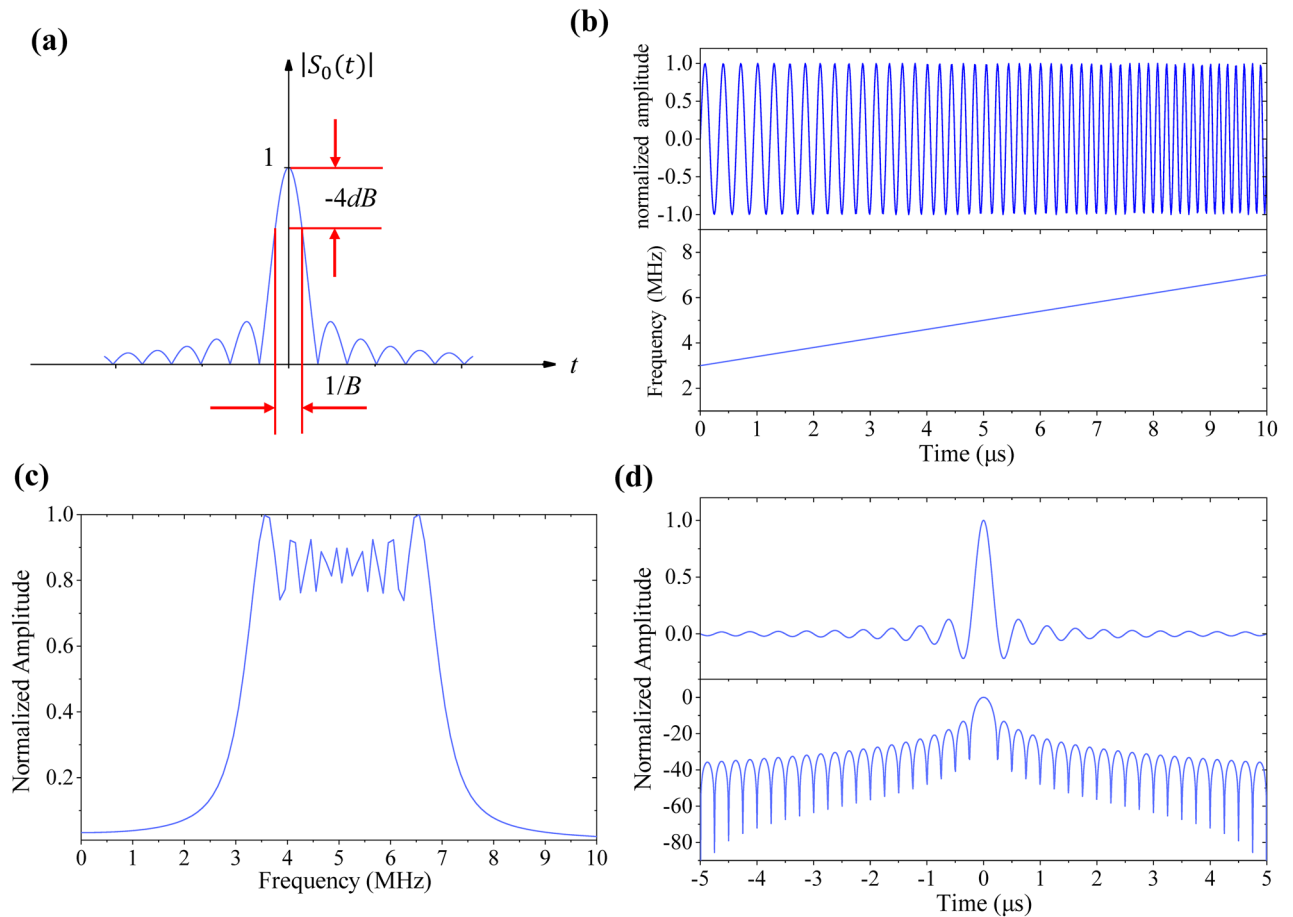 (a)
|S₀(t)|
1
-4dB
t
1/B
(b)
normalized amplitude
1.0
0.5
0.0
-0.5
-1.0
Frequency (MHz)
8
6
4
2
0 1 2 3 4 5 6 7 8 9 10
Time (μs)
(c)
Normalized Amplitude
1.0
0.8
0.6
0.4
0.2
0 1 2 3 4 5 6 7 8 9 10
Frequency (MHz)
(d)
Normalized Amplitude
1.0
0.5
0.0
0
-20
-40
-60
-80
-5 -4 -3 -2 -1 0 1 2 3 4 5
Time (μs)